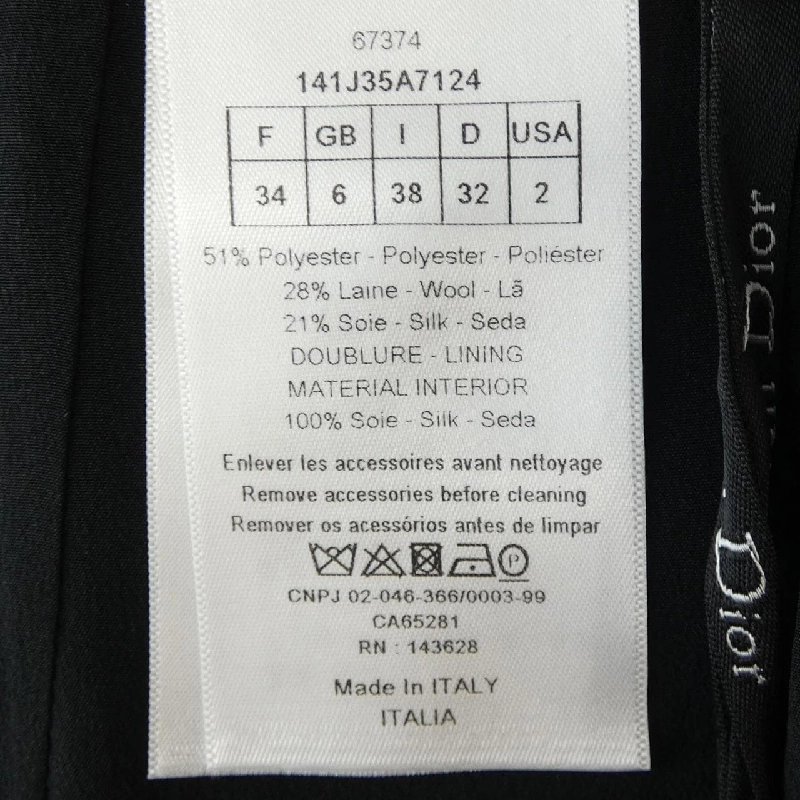 67374
141J35A7124
F GB I D USA
34 6 38 32 2
51% Polyester - Polyester - Poliéster
28% Laine - Wool - Lã
21% Soie - Silk - Seda
DOUBLURE - LINING
MATERIAL INTERIOR
100% Soie - Silk - Seda
Enlever les accessoires avant nettoyage
Remove accessories before cleaning
Remover os acessórios antes de limpar
P
CNPJ 02-046-366/0003-99
CA65281
RN : 143628
Made In ITALY
ITALIA
Dior
Dior